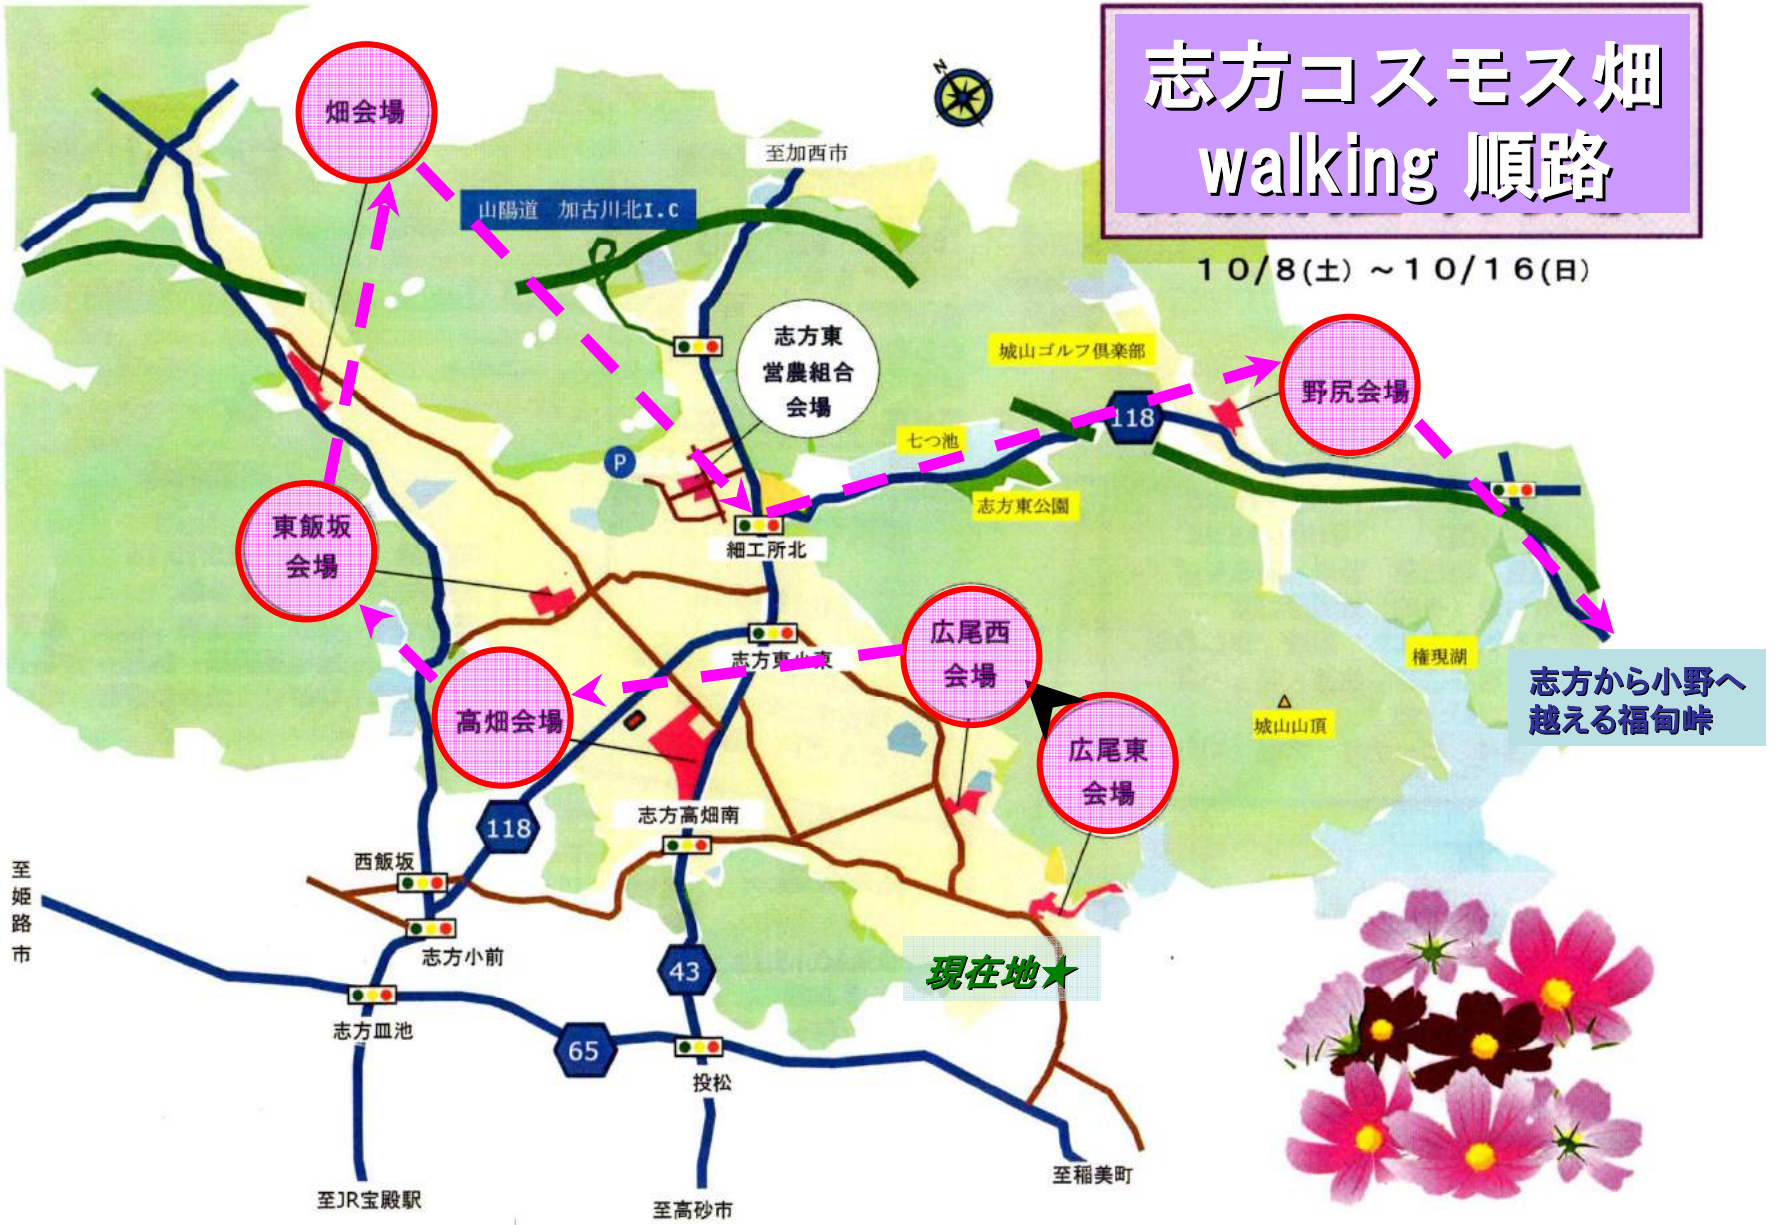 志方コスモス畑
walking 順路
10/8(土) ～10/16(日)
N
畑会場
至加西市
山陽道 加古川北I.C
志方東
営農組合
会場
城山ゴルフ倶楽部
野尻会場
118
七つ池
P
志方東公園
東飯坂
会場
細工所北
広尾西
会場
志方東小東
権現湖
志方から小野へ
越える福甸峠
高畑会場
城山山頂
広尾東
会場
志方高畑南
118
西飯坂
至姫路市
志方小前
43
現在地★
志方皿池
65
投松
至稲美町
至JR宝殿駅
至高砂市